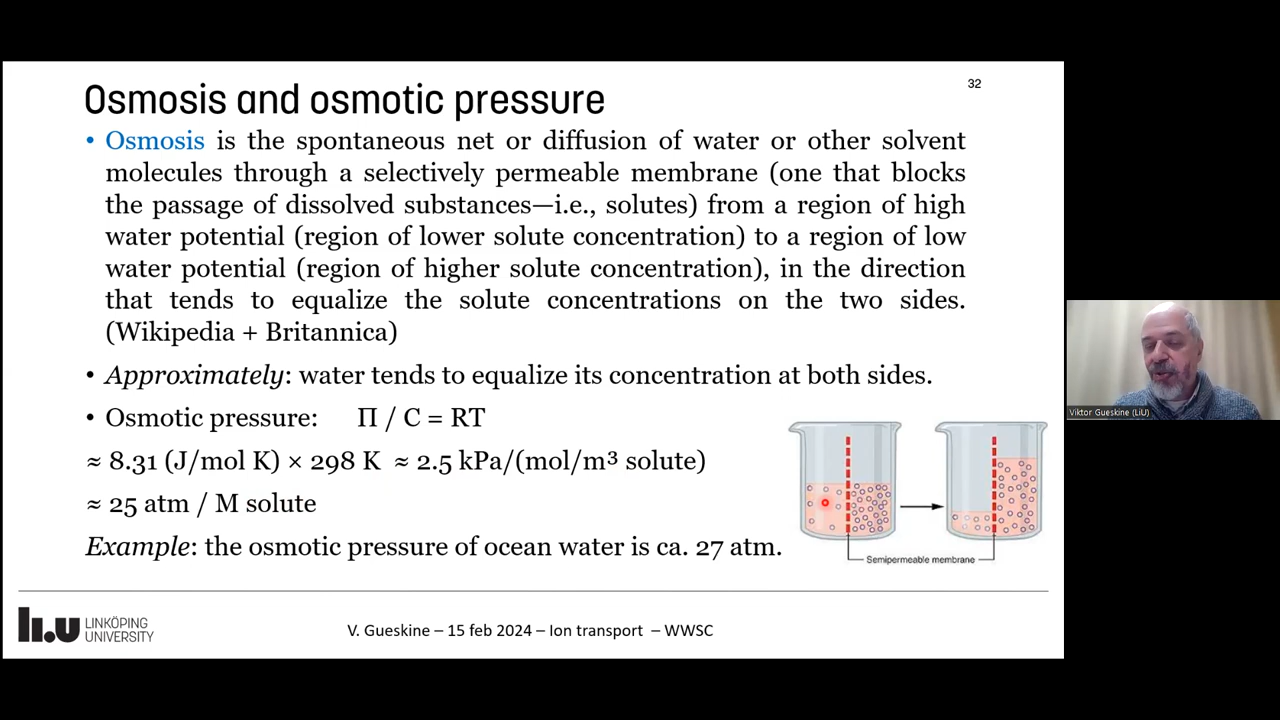 Osmosis and osmotic pressure
32
• Osmosis is the spontaneous net or diffusion of water or other solvent
molecules through a selectively permeable membrane (one that blocks
the passage of dissolved substances—i.e., solutes) from a region of high
water potential (region of lower solute concentration) to a region of low
water potential (region of higher solute concentration), in the direction
that tends to equalize the solute concentrations on the two sides.
(Wikipedia + Britannica)
• Approximately: water tends to equalize its concentration at both sides.
• Osmotic pressure: Π / C = RT
≈ 8.31 (J/mol K) × 298 K ≈ 2.5 kPa/(mol/m³ solute)
≈ 25 atm / M solute
Example: the osmotic pressure of ocean water is ca. 27 atm.
Semipermeable membrane
li.u LINKÖPING
UNIVERSITY
V. Gueskine – 15 feb 2024 – Ion transport – WWSC
Viktor Gueskine (LiU)